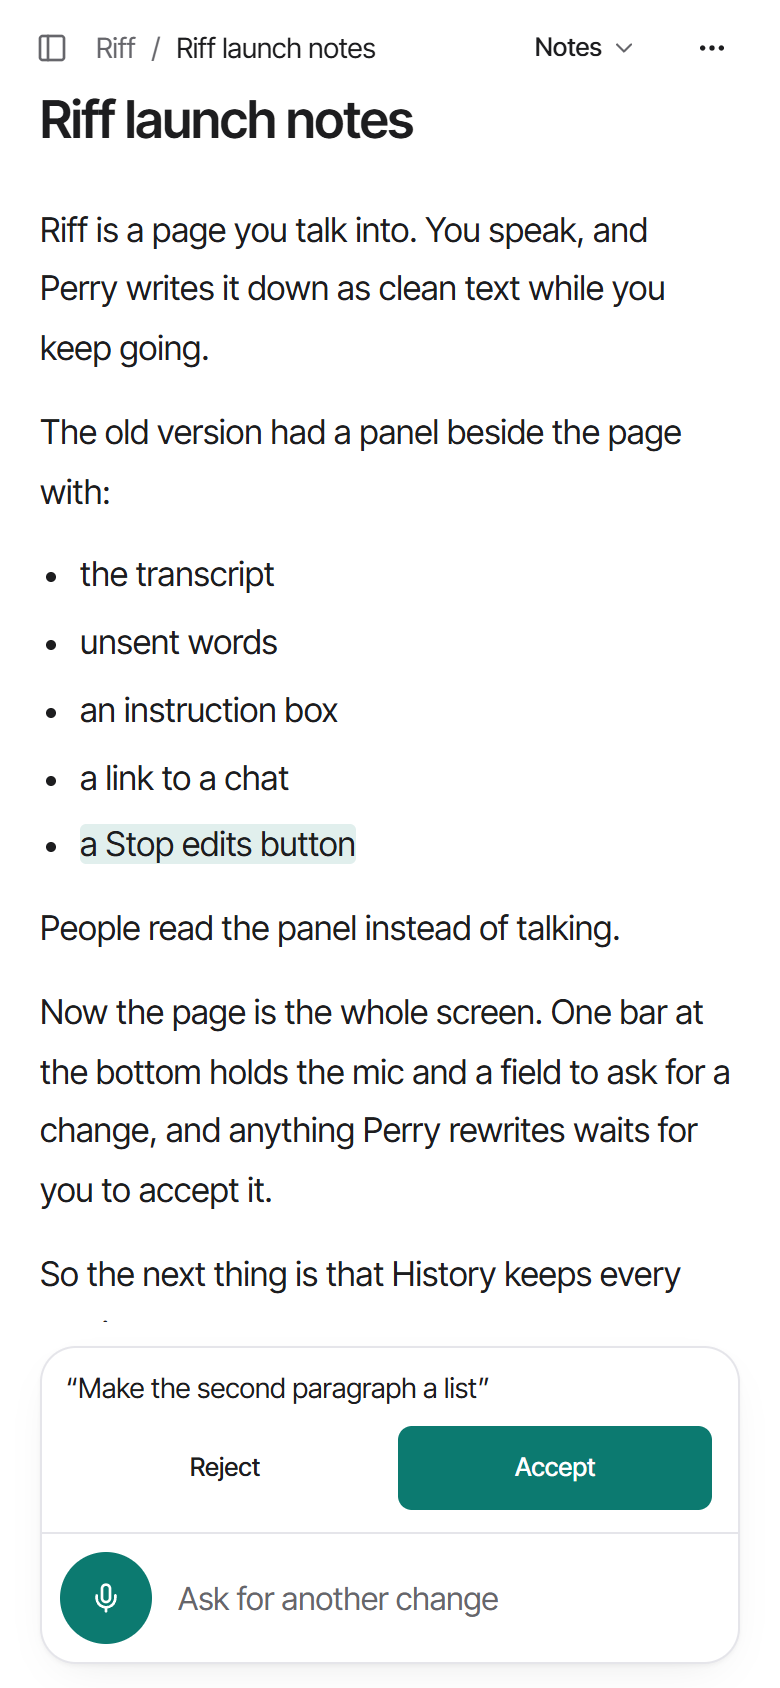 Riff / Riff launch notes
Notes
Riff launch notes
Riff is a page you talk into. You speak, and
Perry writes it down as clean text while you
keep going.
The old version had a panel beside the page
with:
• the transcript
• unsent words
• an instruction box
• a link to a chat
• a Stop edits button
People read the panel instead of talking.
Now the page is the whole screen. One bar at
the bottom holds the mic and a field to ask for a
change, and anything Perry rewrites waits for
you to accept it.
So the next thing is that History keeps every
“Make the second paragraph a list”
Reject
Accept
Ask for another change